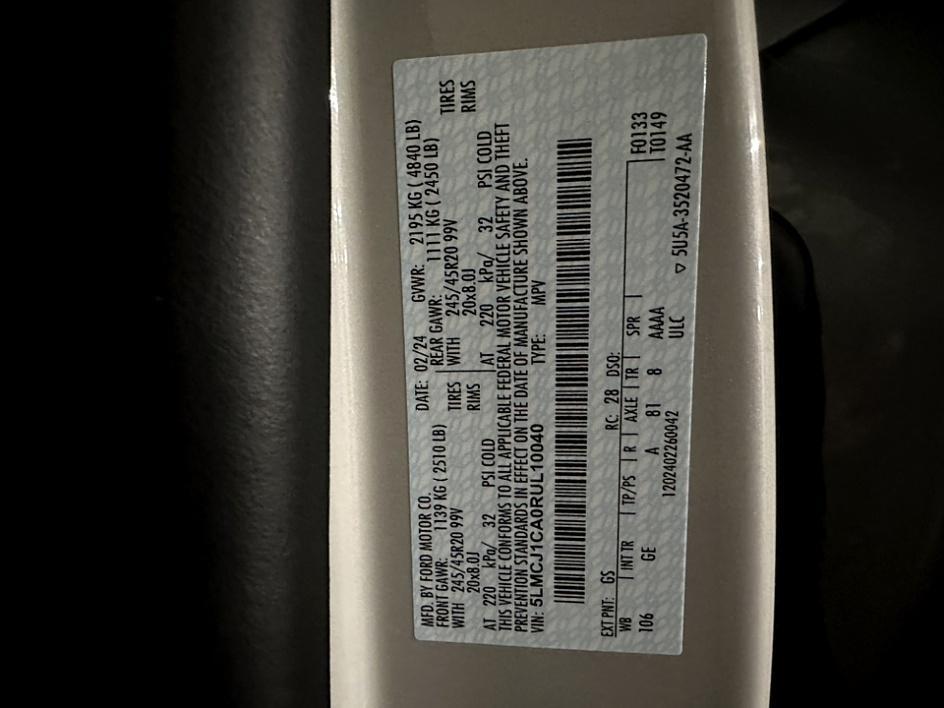 MFD. BY FORD MOTOR CO. DATE: 02/24 GVWR: 2195 KG ( 4840 LB)
FRONT GAWR: 1139 KG ( 2510 LB) REAR GAWR: 1111 KG ( 2450 LB)
WITH 245/45R20 99V TIRES WITH 245/45R20 99V TIRES
20x8.0J RIMS 20x8.0J RIMS
AT 220 kPa/ 32 PSI COLD AT 220 kPa/ 32 PSI COLD
THIS VEHICLE CONFORMS TO ALL APPLICABLE FEDERAL MOTOR VEHICLE SAFETY AND THEFT
PREVENTION STANDARDS IN EFFECT ON THE DATE OF MANUFACTURE SHOWN ABOVE.
VIN: 5LMCJ1CA0RUL10040 TYPE: MPV
EXT PNT: GS RC: 28 DSO:
WB INT TR TP/PS R AXLE TR SPR F0133
106 GE A 81 8 AAAA T0149
ULC
1202402260042
▽ 5U5A-3520472-AA